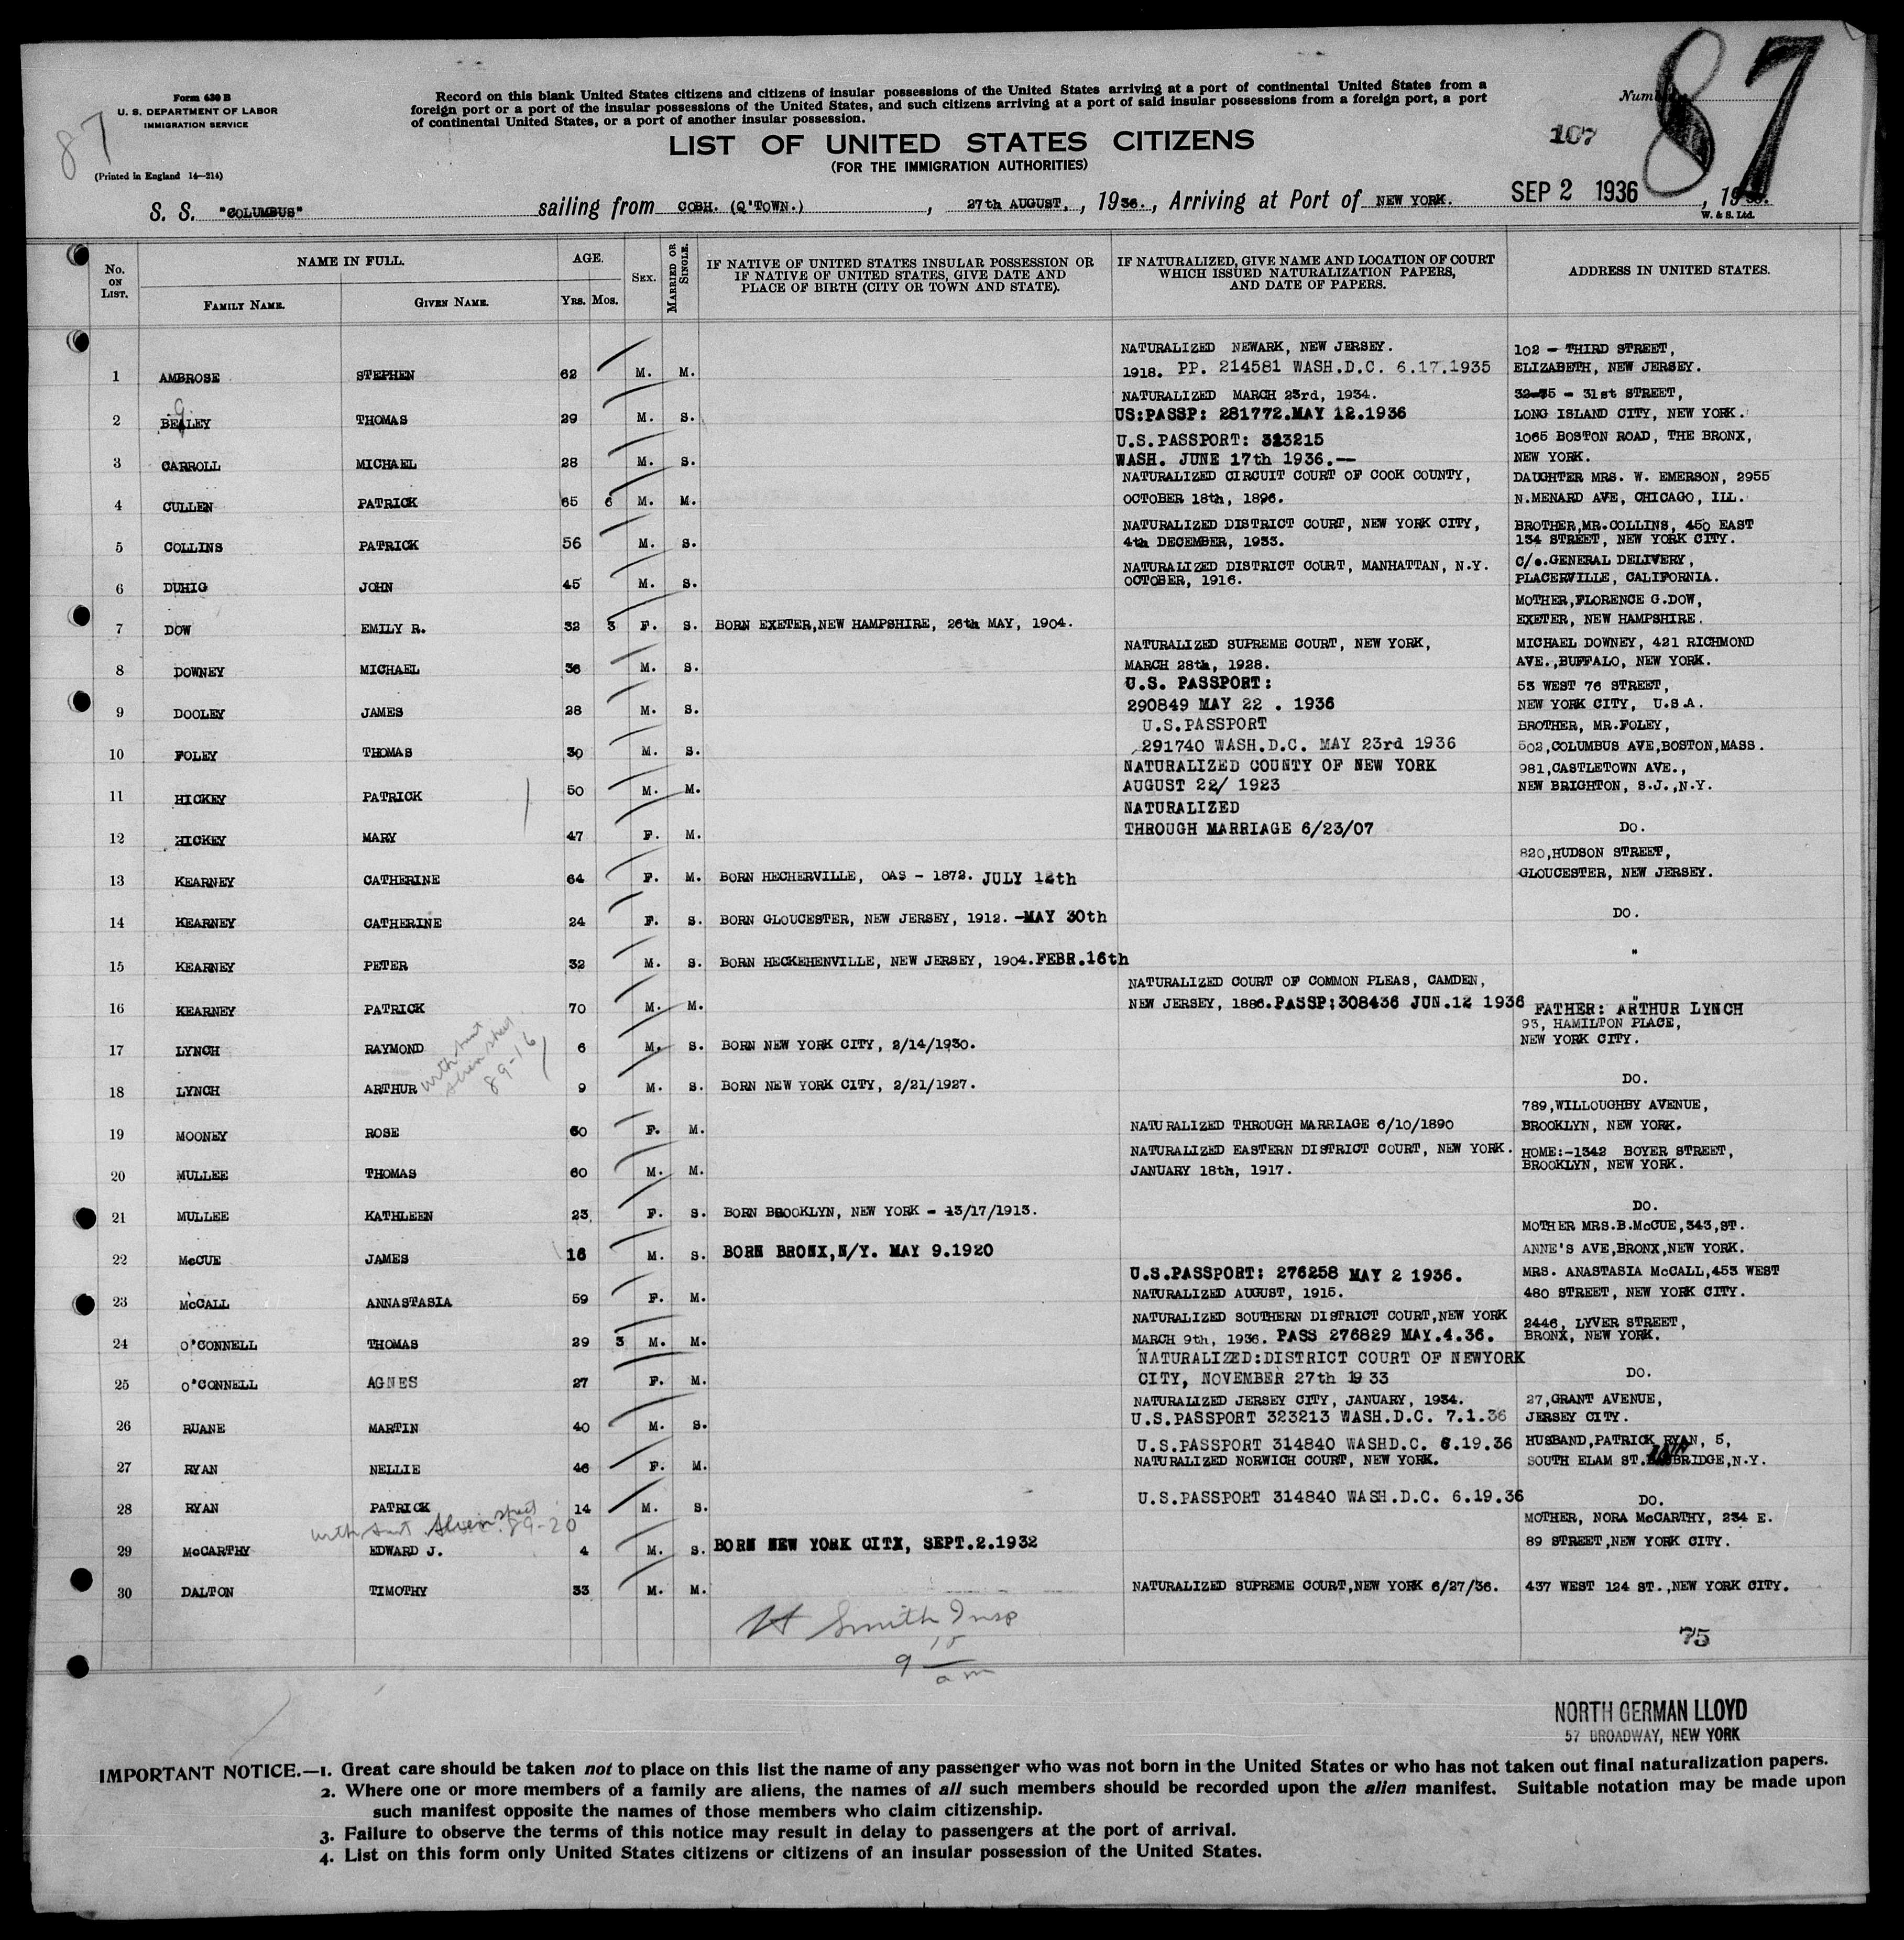 Form 630 B
U. S. DEPARTMENT OF LABOR
IMMIGRATION SERVICE
(Printed in England 14—214)
87
Record on this blank United States citizens and citizens of insular possessions of the United States arriving at a port of continental United States from a
foreign port or a port of the insular possessions of the United States, and such citizens arriving at a port of said insular possessions from a foreign port, a port
of continental United States, or a port of another insular possession.
LIST OF UNITED STATES CITIZENS
(FOR THE IMMIGRATION AUTHORITIES)
107
87
S. S. "COLUMBUS" sailing from COBH. (Q'TOWN.), 27th AUGUST, 1936., Arriving at Port of NEW YORK. SEP 2 1936, 1936.
W. & S. Ltd.
No. ON LIST. NAME IN FULL. FAMILY NAME. GIVEN NAME. AGE. YRS. MOS. SEX. MARRIED OR SINGLE. IF NATIVE OF UNITED STATES INSULAR POSSESSION OR IF NATIVE OF UNITED STATES, GIVE DATE AND PLACE OF BIRTH (CITY OR TOWN AND STATE). IF NATURALIZED, GIVE NAME AND LOCATION OF COURT WHICH ISSUED NATURALIZATION PAPERS, AND DATE OF PAPERS. ADDRESS IN UNITED STATES.
NATURALIZED NEWARK, NEW JERSEY. 102 - THIRD STREET,
1 AMBROSE STEPHEN 62 M. M. 1918. PP. 214581 WASH.D.C. 6.17.1935 ELIZABETH, NEW JERSEY.
NATURALIZED MARCH 23rd, 1934. 32-35 - 31st STREET,
2 BEGLEY THOMAS 29 M. S. US:PASSP: 281772.MAY 12.1936 LONG ISLAND CITY, NEW YORK.
U.S.PASSPORT: 323215 1065 BOSTON ROAD, THE BRONX,
3 CARROLL MICHAEL 28 M. S. WASH. JUNE 17th 1936.-- NEW YORK.
NATURALIZED CIRCUIT COURT OF COOK COUNTY, DAUGHTER MRS. W. EMERSON, 2955
4 CULLEN PATRICK 65 6 M. M. OCTOBER 18th, 1896. N.MENARD AVE, CHICAGO, ILL.
NATURALIZED DISTRICT COURT, NEW YORK CITY, BROTHER,MR.COLLINS, 450 EAST
5 COLLINS PATRICK 56 M. S. 4th DECEMBER, 1933. 134 STREET, NEW YORK CITY.
NATURALIZED DISTRICT COURT, MANHATTAN, N.Y. C/o.GENERAL DELIVERY,
6 DUHIG JOHN 45 M. S. OCTOBER, 1916. PLACERVILLE, CALIFORNIA.
MOTHER,FLORENCE G.DOW,
7 DOW EMILY R. 32 3 F. S. BORN EXETER,NEW HAMPSHIRE, 26th MAY, 1904. EXETER, NEW HAMPSHIRE.
NATURALIZED SUPREME COURT, NEW YORK, MICHAEL DOWNEY, 421 RICHMOND
8 DOWNEY MICHAEL 36 M. S. MARCH 28th, 1928. AVE.,BUFFALO, NEW YORK.
U.S. PASSPORT: 53 WEST 76 STREET,
9 DOOLEY JAMES 28 M. S. 290849 MAY 22 . 1936 NEW YORK CITY, U.S.A.
U.S.PASSPORT BROTHER, MR.FOLEY,
10 FOLEY THOMAS 30 M. S. 291740 WASH.D.C. MAY 23rd 1936 502,COLUMBUS AVE,BOSTON,MASS.
NATURALIZED COUNTY OF NEW YORK 981,CASTLETOWN AVE.,
11 HICKEY PATRICK 50 M. M. AUGUST 22/ 1923 NEW BRIGHTON, S.J.,N.Y.
NATURALIZED
12 HICKEY MARY 47 F. M. THROUGH MARRIAGE 6/23/07 DO.
820,HUDSON STREET,
13 KEARNEY CATHERINE 64 F. M. BORN HECHERVILLE, OAS - 1872. JULY 12th GLOUCESTER, NEW JERSEY.
14 KEARNEY CATHERINE 24 F. S. BORN GLOUCESTER, NEW JERSEY, 1912. -MAY 30th DO.
15 KEARNEY PETER 32 M. S. BORN HECKEHENVILLE, NEW JERSEY, 1904.FEBR.16th "
NATURALIZED COURT OF COMMON PLEAS, CAMDEN,
16 KEARNEY PATRICK 70 M. M. NEW JERSEY, 1886.PASSP;308436 JUN.12 1936 "
FATHER: ARTHUR LYNCH
93, HAMILTON PLACE,
17 LYNCH RAYMOND 6 M. S. BORN NEW YORK CITY, 2/14/1930. NEW YORK CITY.
with aunt
alien sheet
89-16
18 LYNCH ARTHUR 9 M. S. BORN NEW YORK CITY, 2/21/1927. DO.
789,WILLOUGHBY AVENUE,
19 MOONEY ROSE 60 F. M. NATURALIZED THROUGH MARRIAGE 6/10/1890 BROOKLYN, NEW YORK.
NATURALIZED EASTERN DISTRICT COURT, NEW YORK. HOME:-1342 BOYER STREET,
20 MULLEE THOMAS 60 M. M. JANUARY 18th, 1917. BROOKLYN, NEW YORK.
21 MULLEE KATHLEEN 23 F. S. BORN BROOKLYN, NEW YORK - 13/17/1913. DO.
MOTHER MRS.B.McCUE,343,ST.
22 McCUE JAMES 16 M. S. BORN BRONX,N/Y. MAY 9.1920 ANNE'S AVE,BRONX,NEW YORK.
U.S.PASSPORT: 276258 MAY 2 1936. MRS. ANASTASIA McCALL,453 WEST
23 McCALL ANNASTASIA 59 F. M. NATURALIZED AUGUST, 1915. 480 STREET, NEW YORK CITY.
NATURALIZED SOUTHERN DISTRICT COURT,NEW YORK 2446, LYVER STREET,
24 O'CONNELL THOMAS 29 3 M. M. MARCH 9th, 1936. PASS 276829 MAY.4.36. BRONX, NEW YORK.
NATURALIZED:DISTRICT COURT OF NEWYORK
25 O'CONNELL AGNES 27 F. M. CITY, NOVEMBER 27th 1933 DO.
NATURALIZED JERSEY CITY, JANUARY, 1934. 27,GRANT AVENUE,
26 RUANE MARTIN 40 M. S. U.S.PASSPORT 323213 WASH.D.C. 7.1.36 JERSEY CITY.
U.S.PASSPORT 314840 WASHD.C. 6.19.36 HUSBAND,PATRICK RYAN, 5,
27 RYAN NELLIE 46 F. M. NATURALIZED NORWICH COURT, NEW YORK. SOUTH ELAM ST. BRIDGE,N.Y.
28 RYAN PATRICK 14 M. S. U.S.PASSPORT 314840 WASH.D.C. 6.19.36 DO.
with aunt Alien sheet 89-20
MOTHER, NORA McCARTHY, 234 E.
29 McCARTHY EDWARD J. 4 M. S. BORN NEW YORK CITY, SEPT.2.1932 89 STREET,NEW YORK CITY.
30 DALTON TIMOTHY 33 M. M. NATURALIZED SUPREME COURT,NEW YORK 6/27/36. 437 WEST 124 ST.,NEW YORK CITY.
H Smith Insp
9 15
am
75
NORTH GERMAN LLOYD
57 BROADWAY, NEW YORK
IMPORTANT NOTICE.—1. Great care should be taken not to place on this list the name of any passenger who was not born in the United States or who has not taken out final naturalization papers.
2. Where one or more members of a family are aliens, the names of all such members should be recorded upon the alien manifest. Suitable notation may be made upon
such manifest opposite the names of those members who claim citizenship.
3. Failure to observe the terms of this notice may result in delay to passengers at the port of arrival.
4. List on this form only United States citizens or citizens of an insular possession of the United States.